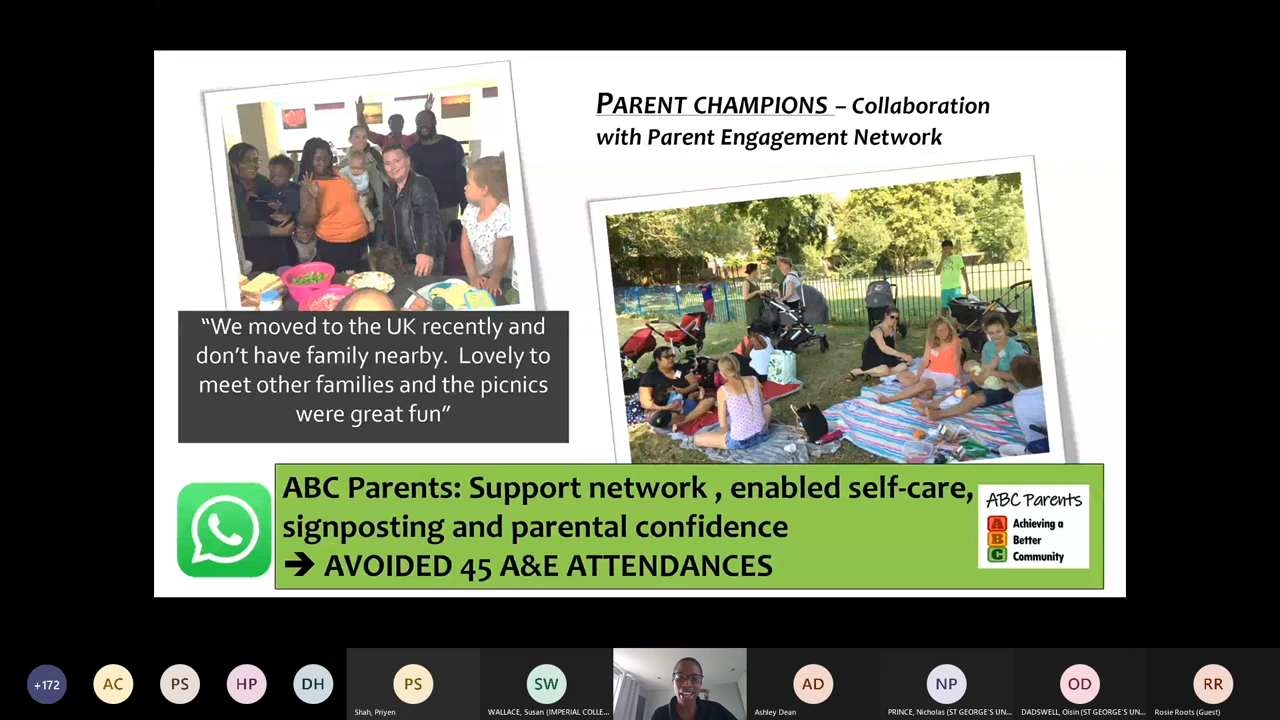 PARENT CHAMPIONS – Collaboration
with Parent Engagement Network
“We moved to the UK recently and
don’t have family nearby. Lovely to
meet other families and the picnics
were great fun”
ABC Parents: Support network , enabled self-care,
signposting and parental confidence
➔ AVOIDED 45 A&E ATTENDANCES
ABC Parents
A Achieving a
B Better
C Community
+172
AC
PS
HP
DH
PS
Shah, Priyen
SW
WALLACE, Susan (IMPERIAL COLLE...
AD
Ashley Dean
NP
PRINCE, Nicholas (ST GEORGE'S UN...
OD
DADSWELL, Oisin (ST GEORGE'S UN...
RR
Rosie Roots (Guest)